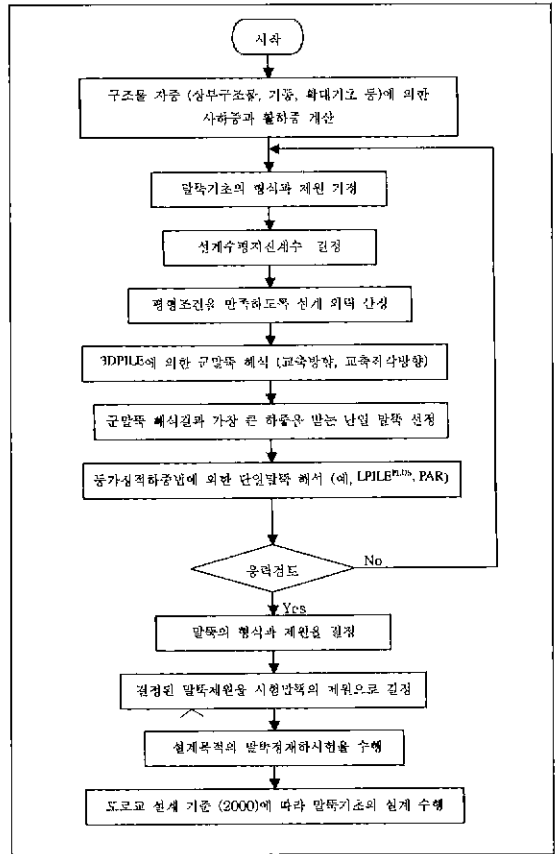 시작
구조물 자중 (상부구조물, 기둥, 확대기초 등)에 의한
사하중과 활하중 계산
말뚝기초의 형식과 제원 가정
설계수평지진계수 결정
평형조건을 만족하도록 설계 외력 산정
3DPILE에 의한 군말뚝 해석 (교축방향, 교축직각방향)
군말뚝 해석결과 가장 큰 하중을 받는 단일 말뚝 선정
등가정적하중법에 의한 단일말뚝 해석 (예, LPILE^PLUS, PAR)
응력검토
No
Yes
말뚝의 형식과 제원을 결정
결정된 말뚝제원을 시험말뚝의 제원으로 결정
설계목적의 말뚝정재하시험을 수행
도로교 설계 기준 (2000)에 따라 말뚝기초의 설계 수행